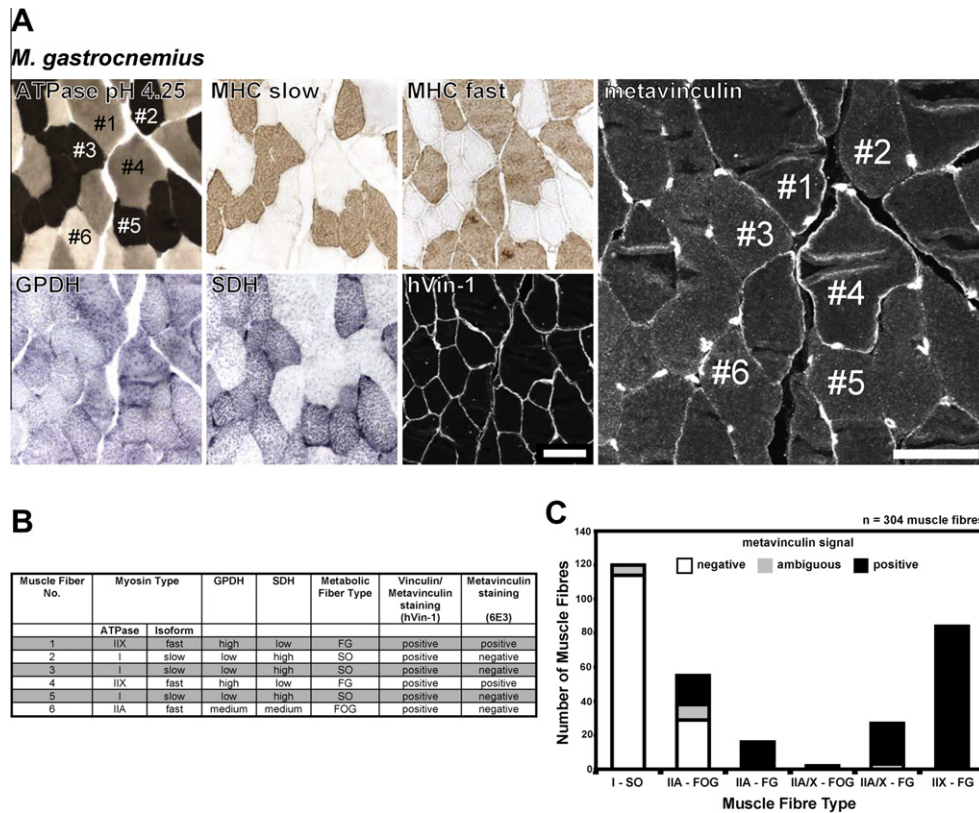 A
M. gastrocnemius
ATPase pH 4.25
#1
#2
#3
#4
#5
#6
MHC slow
MHC fast
metavinculin
#1
#2
#3
#4
#5
#6
GPDH
SDH
hVin-1
B
Muscle Fiber No. Myosin Type GPDH SDH Metabolic Fiber Type Vinculin/ Metavinculin staining (hVin-1) Metavinculin staining (6E3)
ATPase Isoform
1 IIX fast high low FG positive positive
2 I slow low high SO positive negative
3 I slow low high SO positive negative
4 IIX fast high low FG positive positive
5 I slow low high SO positive negative
6 IIA fast medium medium FOG positive negative
C
n = 304 muscle fibres
metavinculin signal
negative ambiguous positive
Number of Muscle Fibres
140
120
100
80
60
40
20
0
I - SO IIA - FOG IIA - FG IIA/X - FOG IIA/X - FG IIX - FG
Muscle Fibre Type